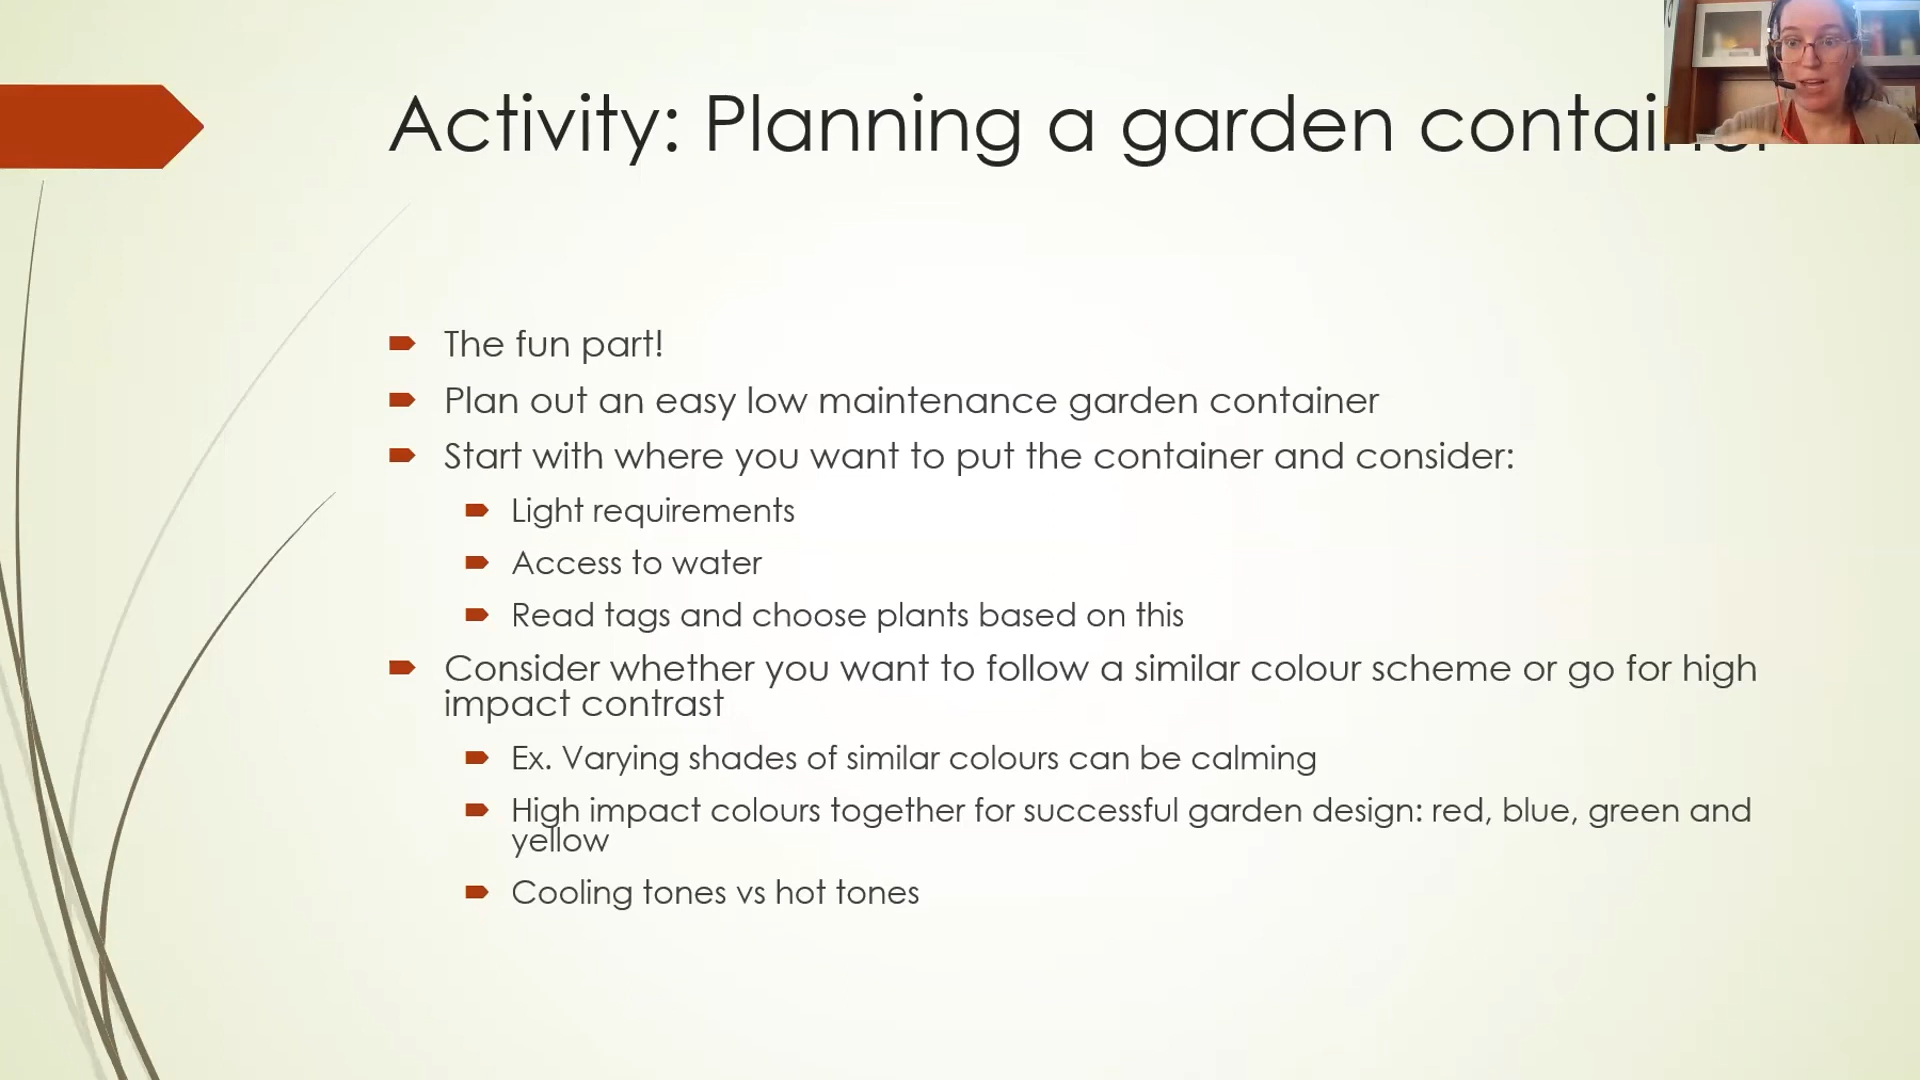 Activity: Planning a garden container
The fun part!
Plan out an easy low maintenance garden container
Start with where you want to put the container and consider:
Light requirements
Access to water
Read tags and choose plants based on this
Consider whether you want to follow a similar colour scheme or go for high
impact contrast
Ex. Varying shades of similar colours can be calming
High impact colours together for successful garden design: red, blue, green and
yellow
Cooling tones vs hot tones